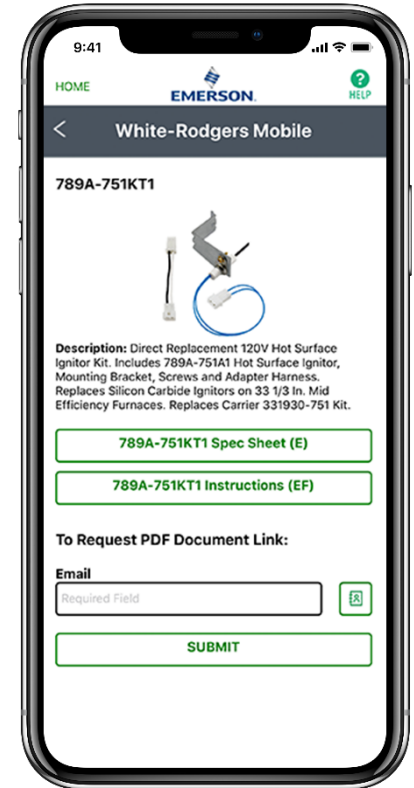 9:41
HOME
EMERSON.
HELP
< White-Rodgers Mobile
789A-751KT1
Description: Direct Replacement 120V Hot Surface
Ignitor Kit. Includes 789A-751A1 Hot Surface Ignitor,
Mounting Bracket, Screws and Adapter Harness.
Replaces Silicon Carbide Ignitors on 33 1/3 In. Mid
Efficiency Furnaces. Replaces Carrier 331930-751 Kit.
789A-751KT1 Spec Sheet (E)
789A-751KT1 Instructions (EF)
To Request PDF Document Link:
Email
Required Field
SUBMIT